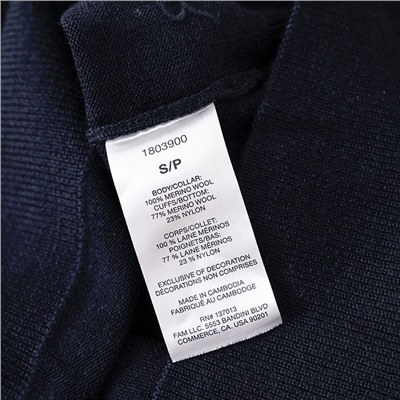 1803900
S/P
BODY/COLLAR:
100% MERINO WOOL
CUFFS/BOTTOM:
77% MERINO WOOL
23% NYLON
CORPS/COLLET:
100 % LAINE MÉRINOS
POIGNETS/BAS:
77 % LAINE MÉRINOS
23 % NYLON
EXCLUSIVE OF DECORATION
DÉCORATIONS NON COMPRISES
MADE IN CAMBODIA
FABRIQUÉ AU CAMBODGE
RN# 137013
FAM LLC. 5553 BANDINI BLVD
COMMERCE, CA. USA 90201